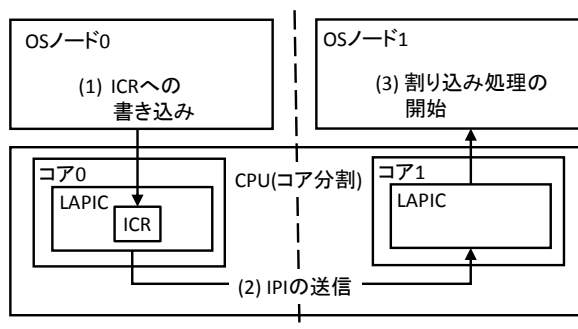 OSノード0
(1) ICRへの
書き込み
OSノード1
(3) 割り込み処理の
開始
コア0
LAPIC
ICR
CPU(コア分割)
コア1
LAPIC
(2) IPIの送信